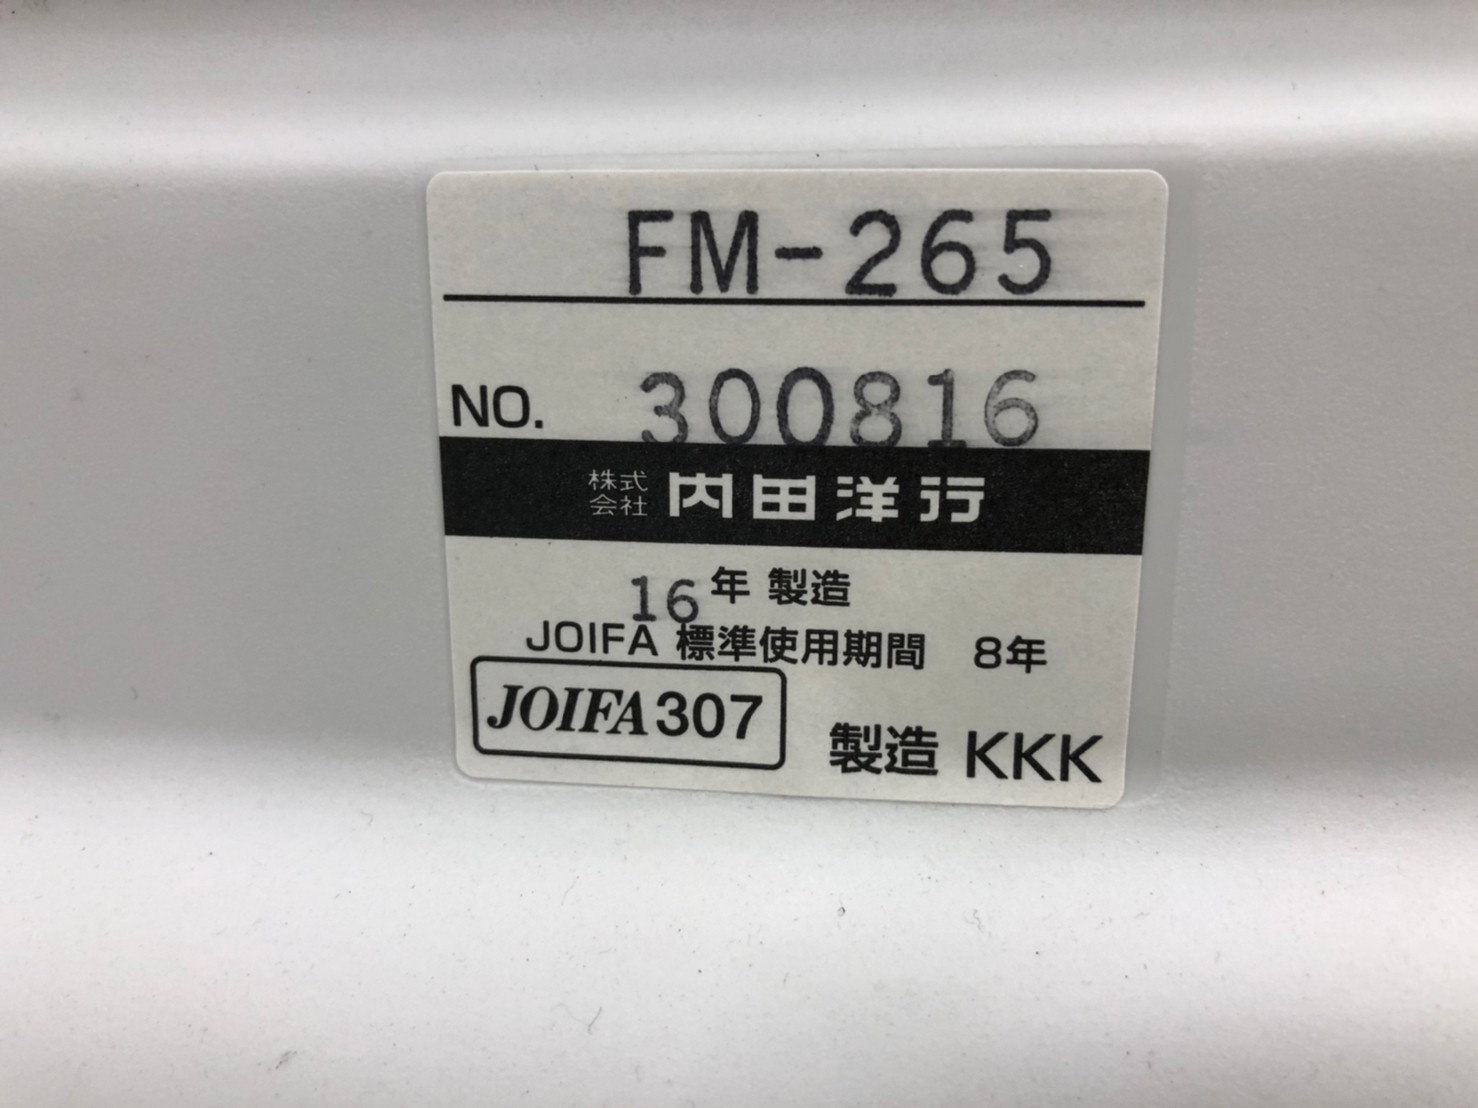 FM-265
NO. 300816
株式会社 内田洋行
16年 製造
JOIFA 標準使用期間 8年
JOIFA307
製造 KKK